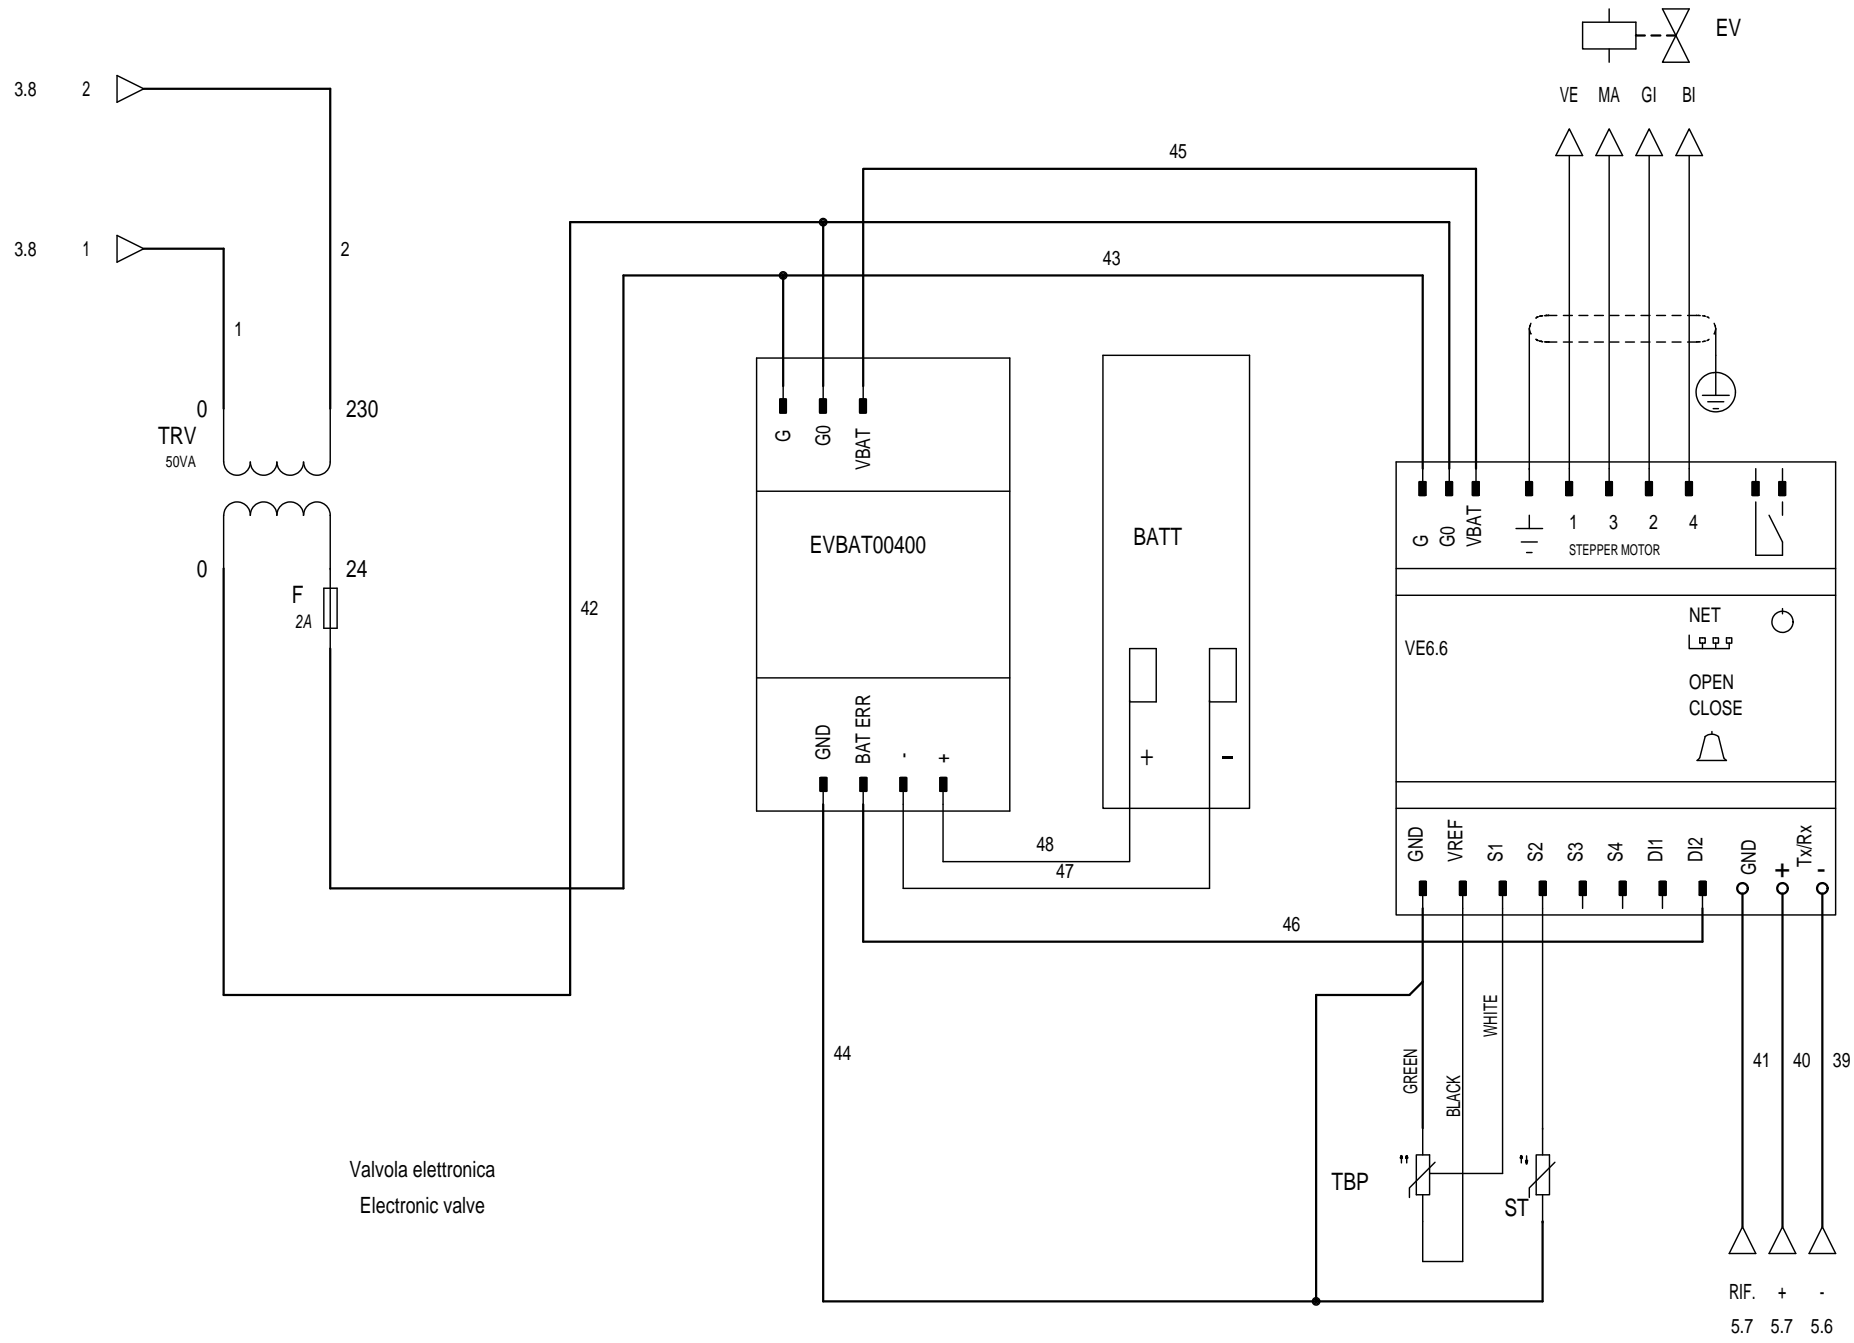 EV
VE MA GI BI
3.8 2
45
3.8 1
2
43
1
0 230
TRV
50VA
G G0 VBAT
0 24
F
2A
42
EVBAT00400
BATT
G G0 VBAT 1 3 2 4
STEPPER MOTOR
VE6.6
NET
OPEN
CLOSE
GND BAT ERR - +
+ -
48
47
GND VREF S1 S2 S3 S4 DI1 DI2 GND + Tx/Rx -
46
44
GREEN BLACK WHITE
41 40 39
TBP
ST
Valvola elettronica
Electronic valve
RIF. + -
5.7 5.7 5.6